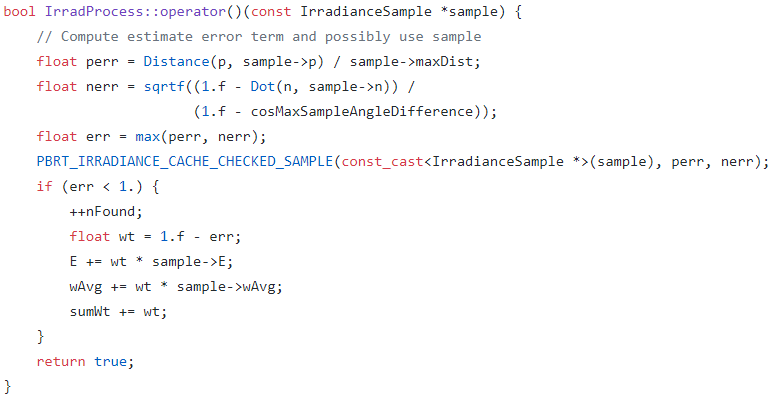 bool IrradProcess::operator()(const IrradianceSample *sample) {
    // Compute estimate error term and possibly use sample
    float perr = Distance(p, sample->p) / sample->maxDist;
    float nerr = sqrtf((1.f - Dot(n, sample->n)) /
                       (1.f - cosMaxSampleAngleDifference));
    float err = max(perr, nerr);
    PBRT_IRRADIANCE_CACHE_CHECKED_SAMPLE(const_cast<IrradianceSample *>(sample), perr, nerr);
    if (err < 1.) {
        ++nFound;
        float wt = 1.f - err;
        E += wt * sample->E;
        wAvg += wt * sample->wAvg;
        sumWt += wt;
    }
    return true;
}